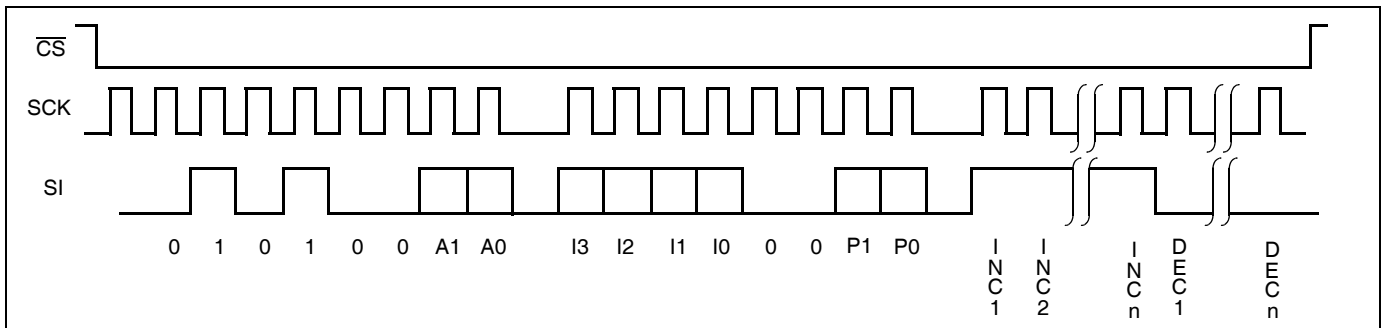 CS
SCK
SI
0 1 0 1 0 0 A1 A0 I3 I2 I1 I0 0 0 P1 P0 INC1 INC2 INCn DEC1 DECn